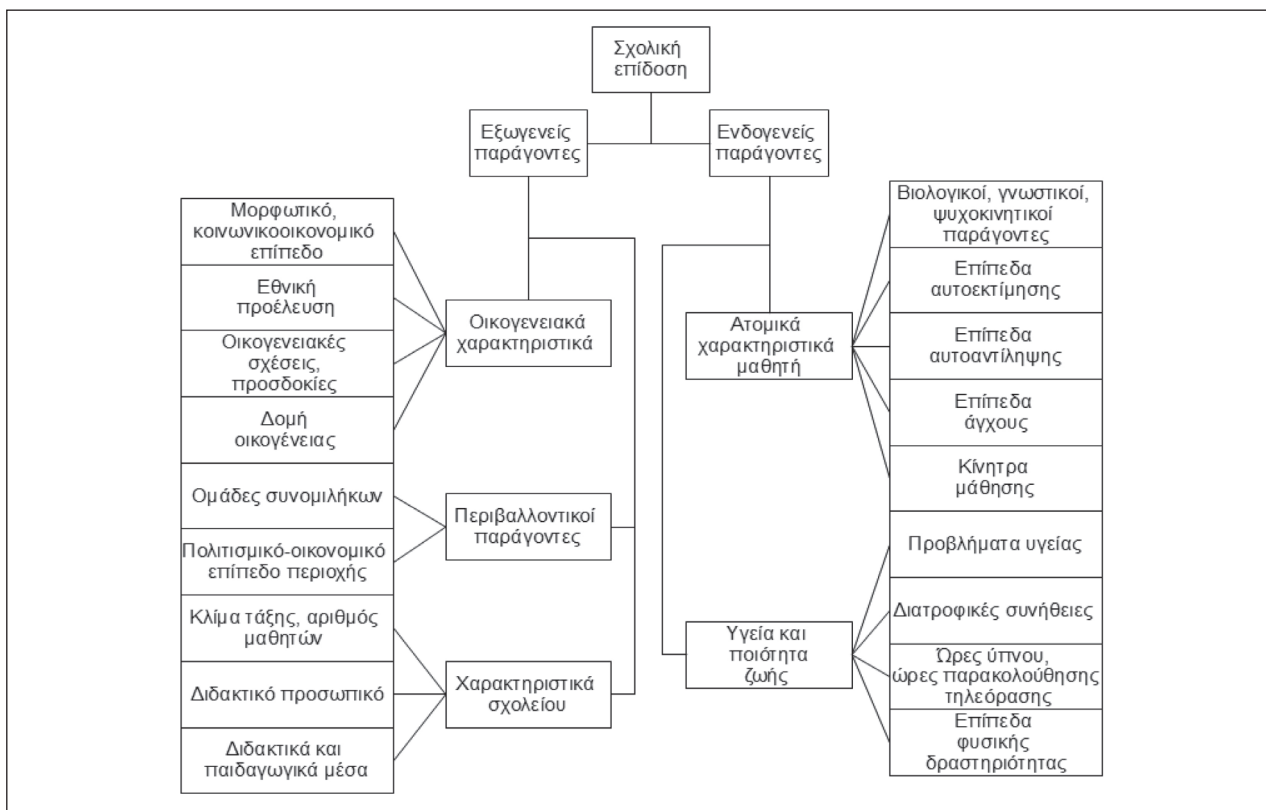 Σχολική
επίδοση
Εξωγενείς
παράγοντες
Ενδογενείς
παράγοντες
Μορφωτικό,
κοινωνικοοικονομικό
επίπεδο
Εθνική
προέλευση
Οικογενειακές
σχέσεις,
προσδοκίες
Δομή
οικογένειας
Ομάδες συνομιλήκων
Πολιτισμικό-οικονομικό
επίπεδο περιοχής
Κλίμα τάξης, αριθμός
μαθητών
Διδακτικό προσωπικό
Διδακτικά και
παιδαγωγικά μέσα
Οικογενειακά
χαρακτηριστικά
Περιβαλλοντικοί
παράγοντες
Χαρακτηριστικά
σχολείου
Ατομικά
χαρακτηριστικά
μαθητή
Υγεία και
ποιότητα
ζωής
Βιολογικοί, γνωστικοί,
ψυχοκινητικοί
παράγοντες
Επίπεδα
αυτοεκτίμησης
Επίπεδα
αυτοαντίληψης
Επίπεδα
άγχους
Κίνητρα
μάθησης
Προβλήματα υγείας
Διατροφικές συνήθειες
Ώρες ύπνου,
ώρες παρακολούθησης
τηλεόρασης
Επίπεδα
φυσικής
δραστηριότητας